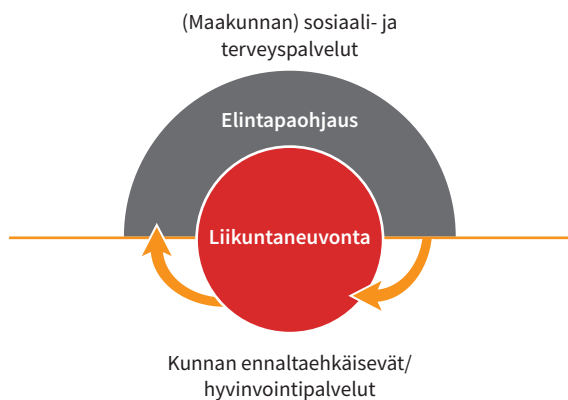 (Maakunnan) sosiaali- ja
terveyspalvelut
Elintapaohjaus
Liikuntaneuvonta
Kunnan ennaltaehkäisevät/
hyvinvointipalvelut